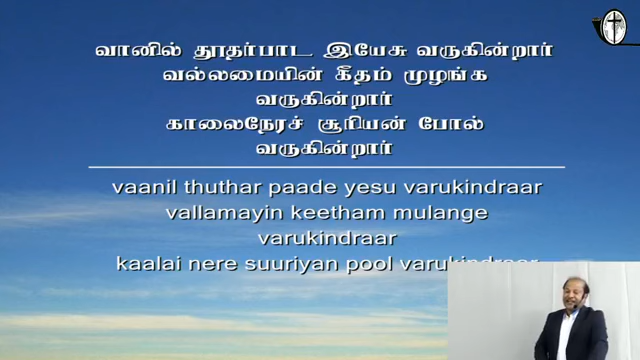 வானில் தூதர்பாட இயேசு வருகின்றார்
வல்லமையின் கீதம் முழங்க
வருகின்றார்
காலைநேரச் சூரியன் போல்
வருகின்றார்
vaanil thuthar paade yesu varukindraar
vallamayin keetham mulange
varukindraar
kaalai nere suuriyan pool varukindraar